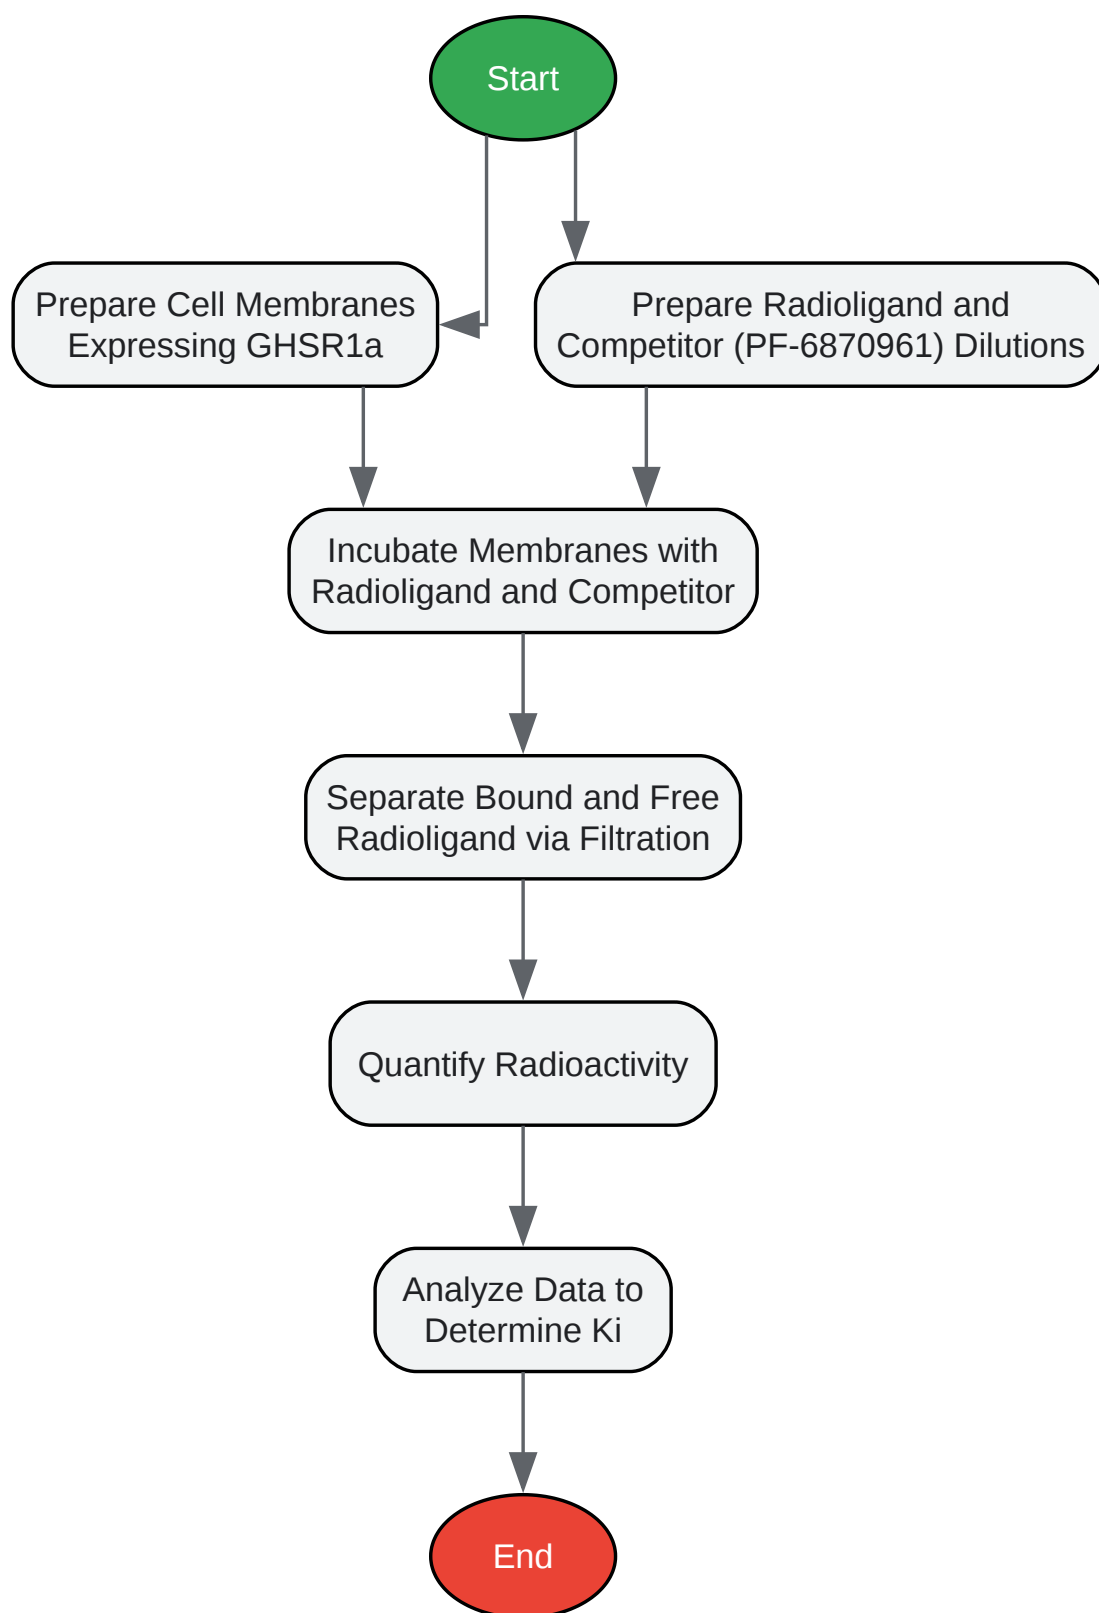 Start
Prepare Cell Membranes
Expressing GHSR1a
Prepare Radioligand and
Competitor (PF-6870961) Dilutions
Incubate Membranes with
Radioligand and Competitor
Separate Bound and Free
Radioligand via Filtration
Quantify Radioactivity
Analyze Data to
Determine Ki
End